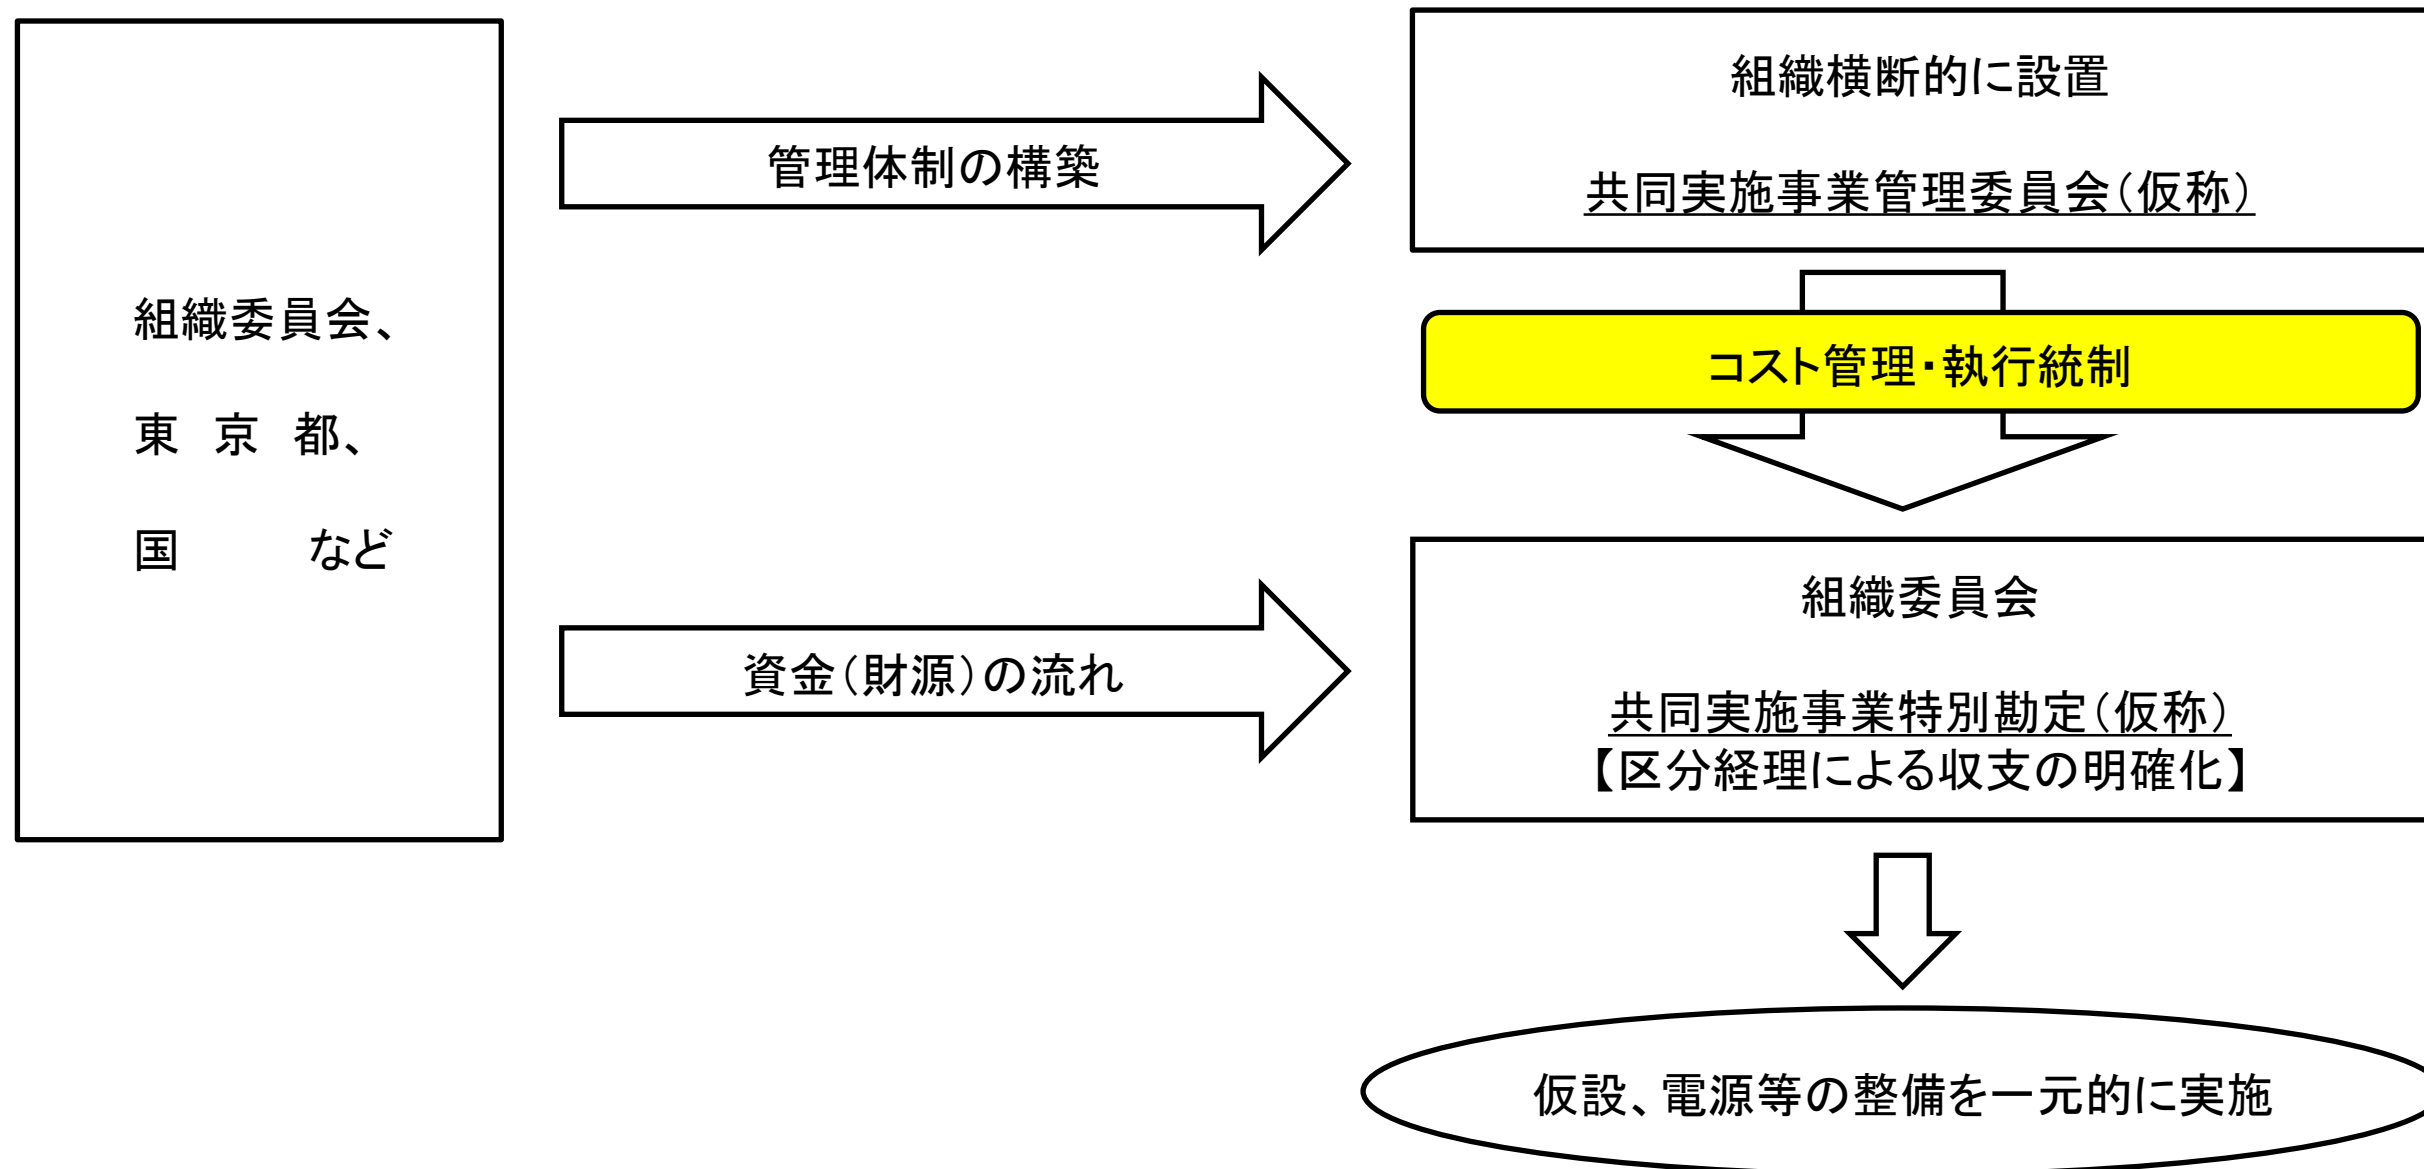 組織委員会、
東 京 都、
国 など
管理体制の構築
資金(財源)の流れ
組織横断的に設置
共同実施事業管理委員会(仮称)
コスト管理・執行統制
組織委員会
共同実施事業特別勘定(仮称)
【区分経理による収支の明確化】
仮設、電源等の整備を一元的に実施